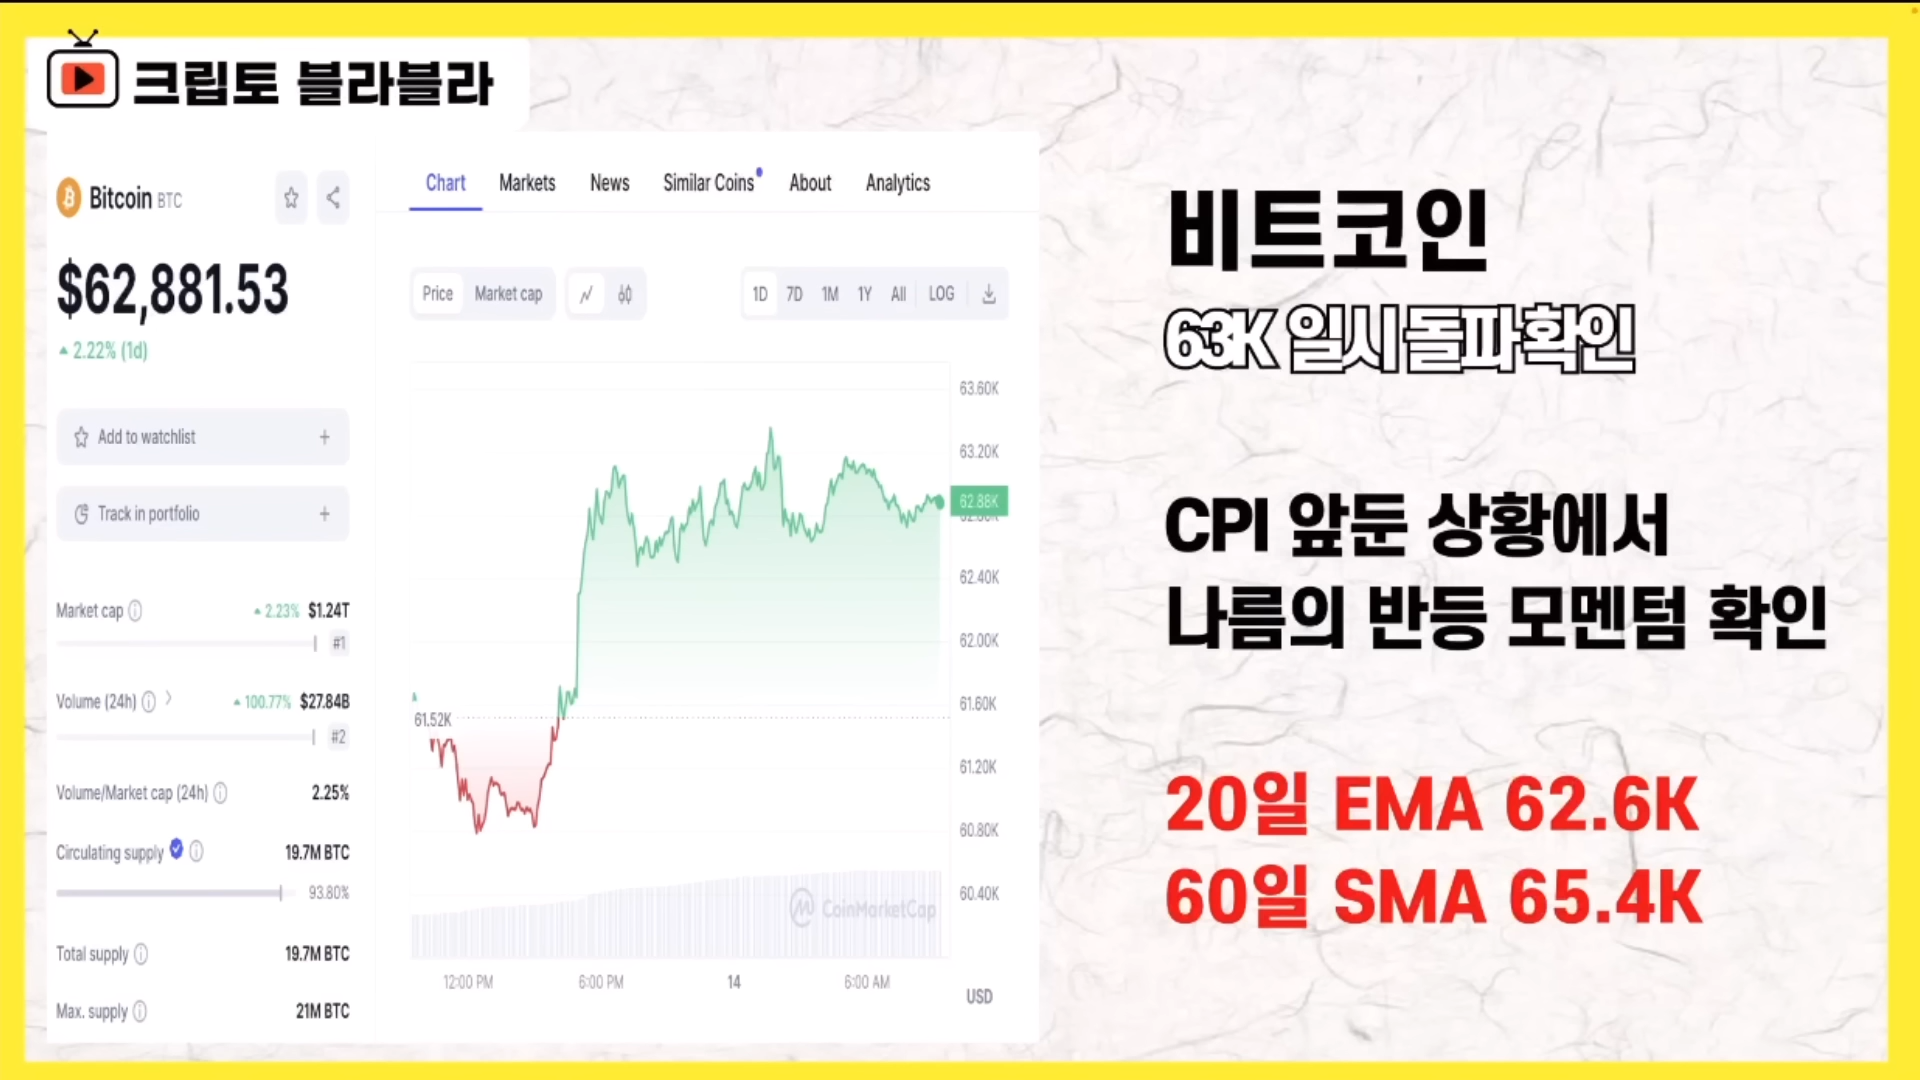 크립토 블라블라
Bitcoin BTC
$62,881.53
2.22% (1d)
Add to watchlist +
Track in portfolio +
Market cap 2.23% $1.24T
#1
Volume (24h) 100.77% $27.84B
#2
Volume/Market cap (24h) 2.25%
Circulating supply 19.7M BTC
93.80%
Total supply 19.7M BTC
Max. supply 21M BTC
Chart Markets News Similar Coins About Analytics
Price Market cap 1D 7D 1M 1Y All LOG
63.60K
63.20K
62.88K
62.80K
62.40K
62.00K
61.60K
61.52K
61.20K
60.80K
60.40K
CoinMarketCap
12:00 PM 6:00 PM 14 6:00 AM
USD
비트코인
63K 일시 돌파 확인
CPI 앞둔 상황에서
나름의 반등 모멘텀 확인
20일 EMA 62.6K
60일 SMA 65.4K